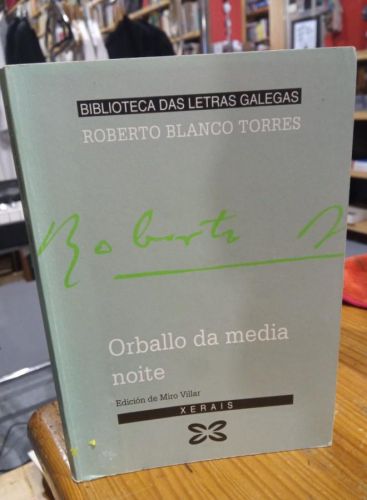 BIBLIOTECA DAS LETRAS GALEGAS
ROBERTO BLANCO TORRES
Roberto
Orballo da media
noite
Edición de Miro Villar
XERAIS